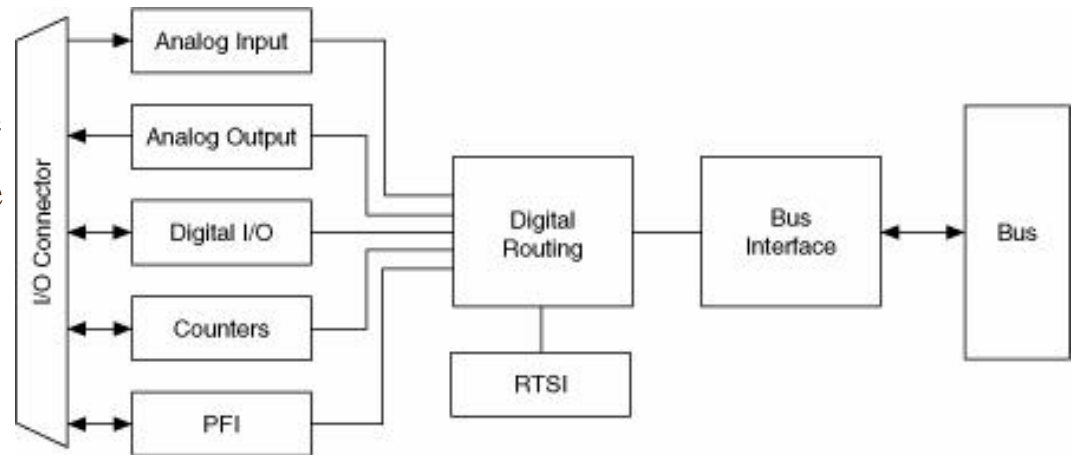 I/O Connector
Analog Input
Analog Output
Digital I/O
Counters
PFI
Digital
Routing
RTSI
Bus
Interface
Bus